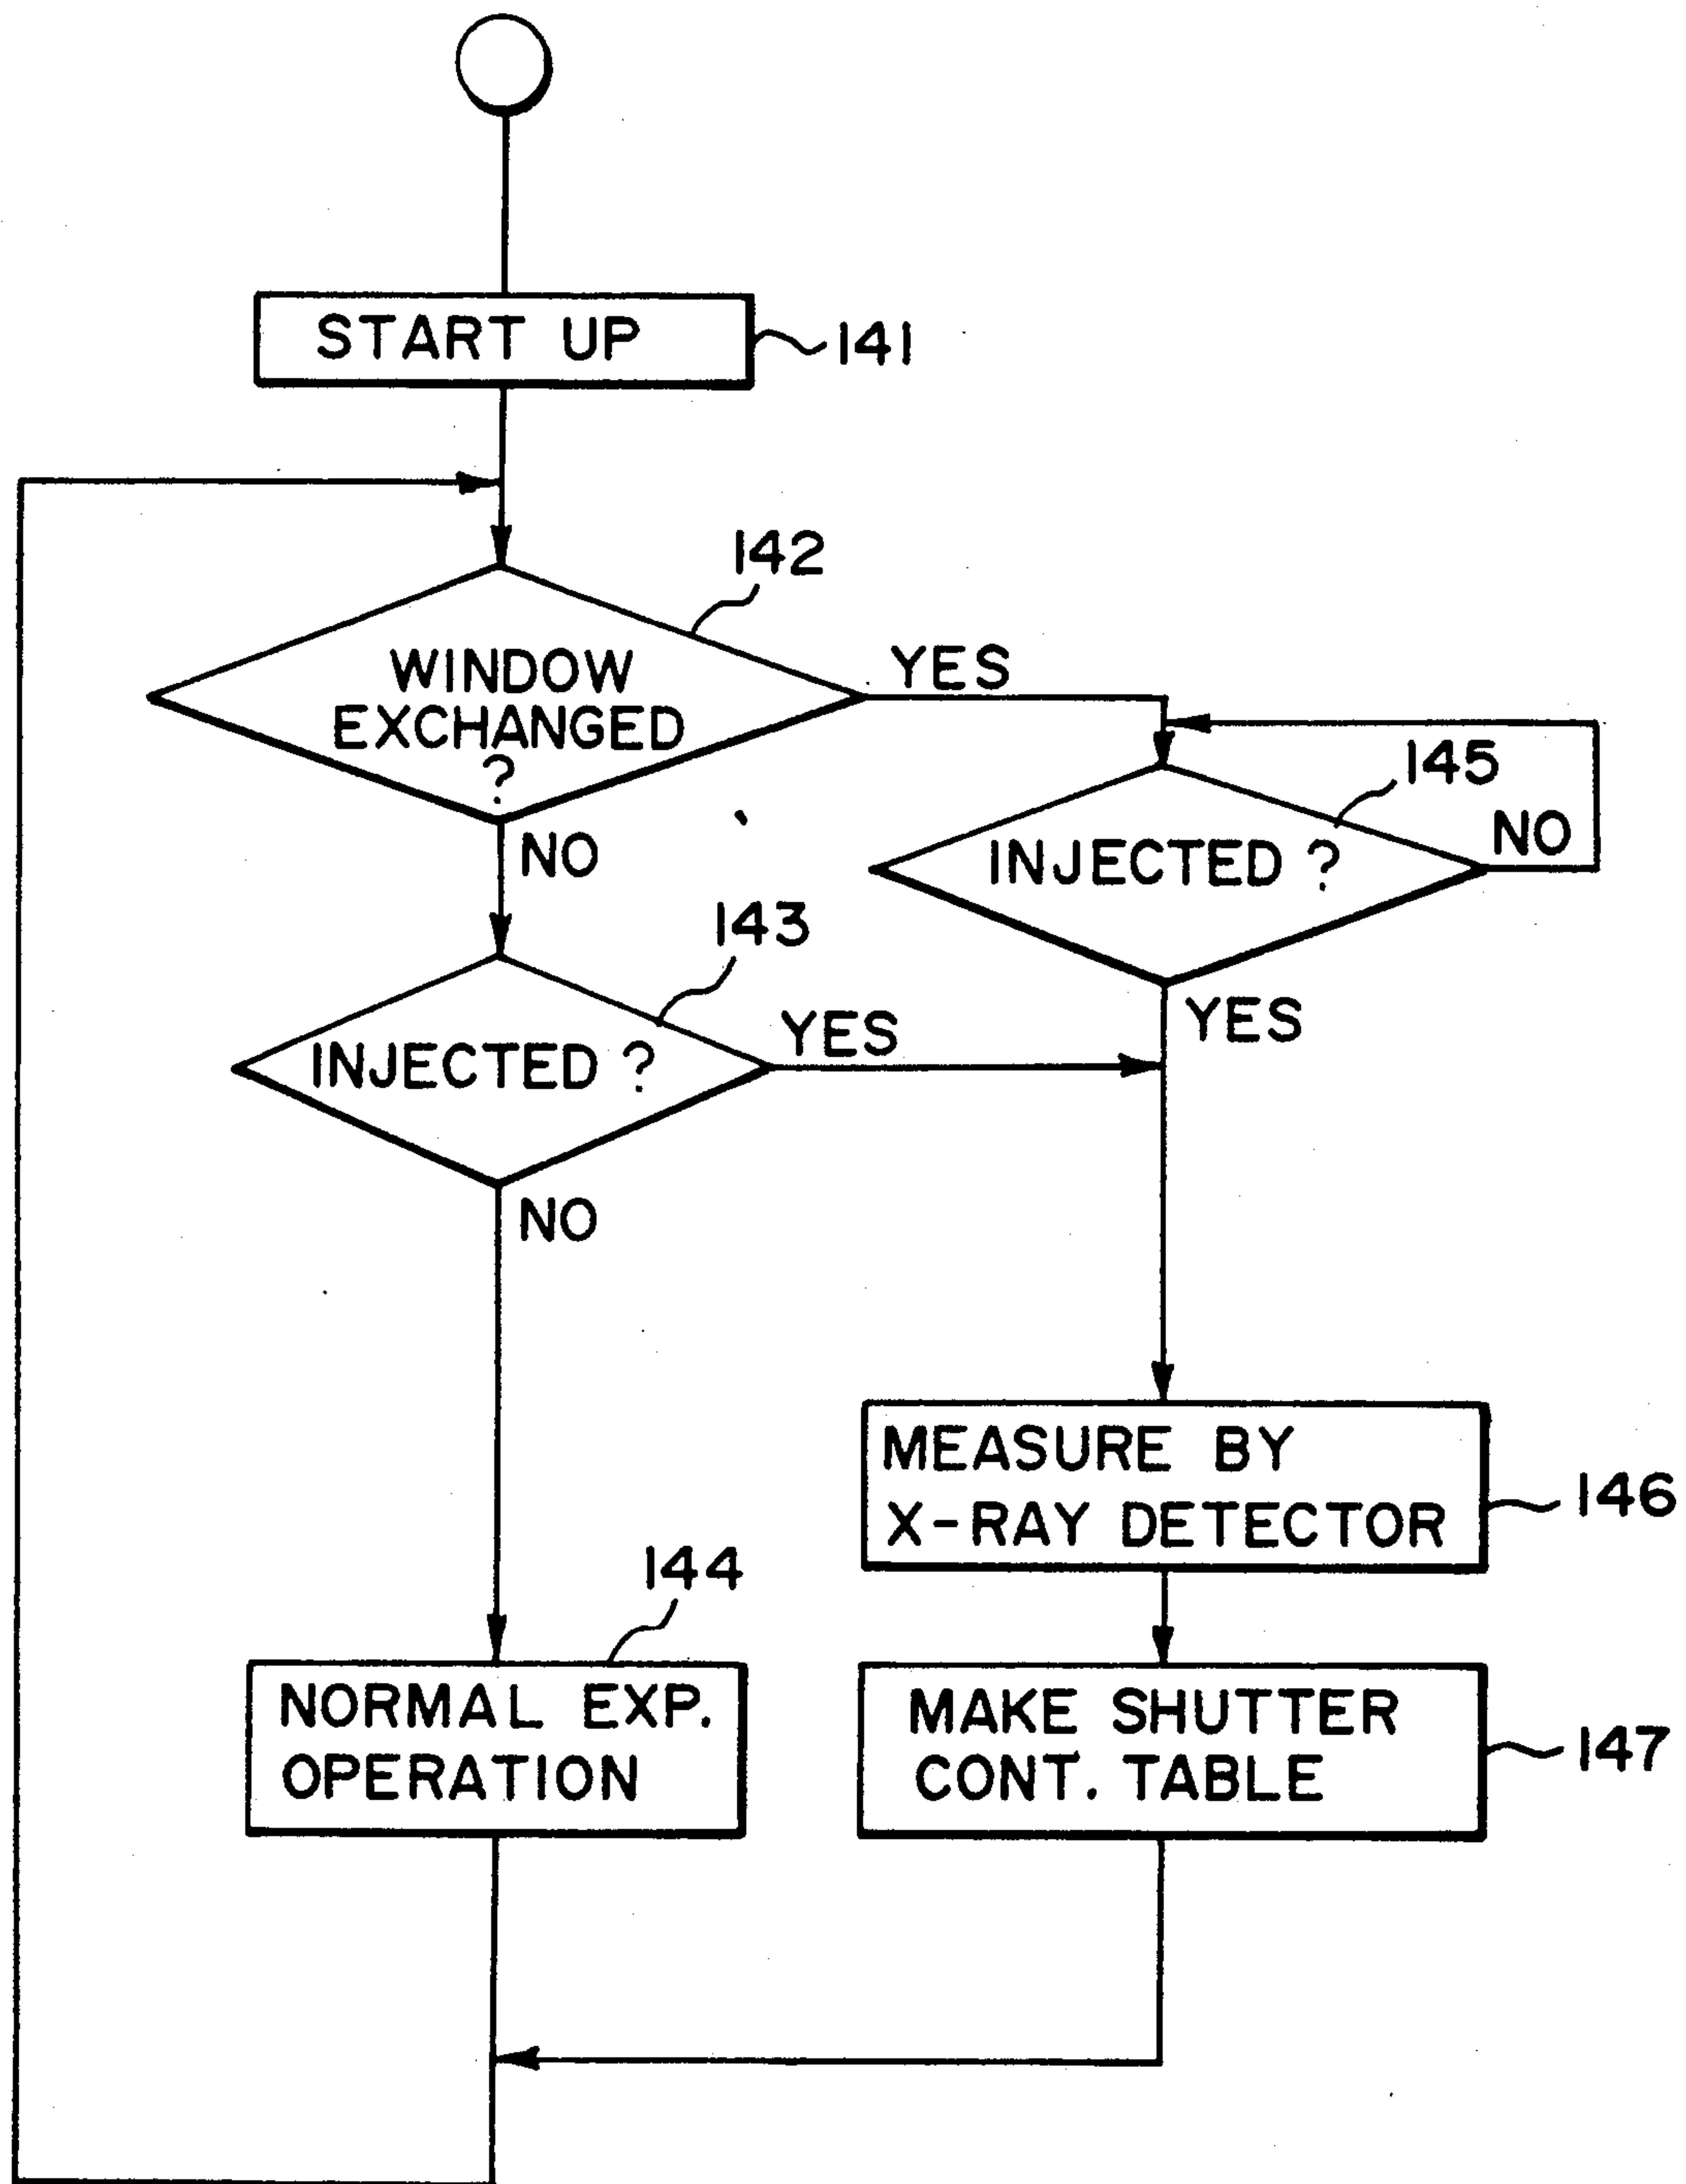 START UP
141
142
WINDOW
EXCHANGED
?
YES
NO
145
INJECTED ?
NO
YES
143
INJECTED ?
YES
NO
MEASURE BY
X-RAY DETECTOR
146
144
NORMAL EXP.
OPERATION
MAKE SHUTTER
CONT. TABLE
147